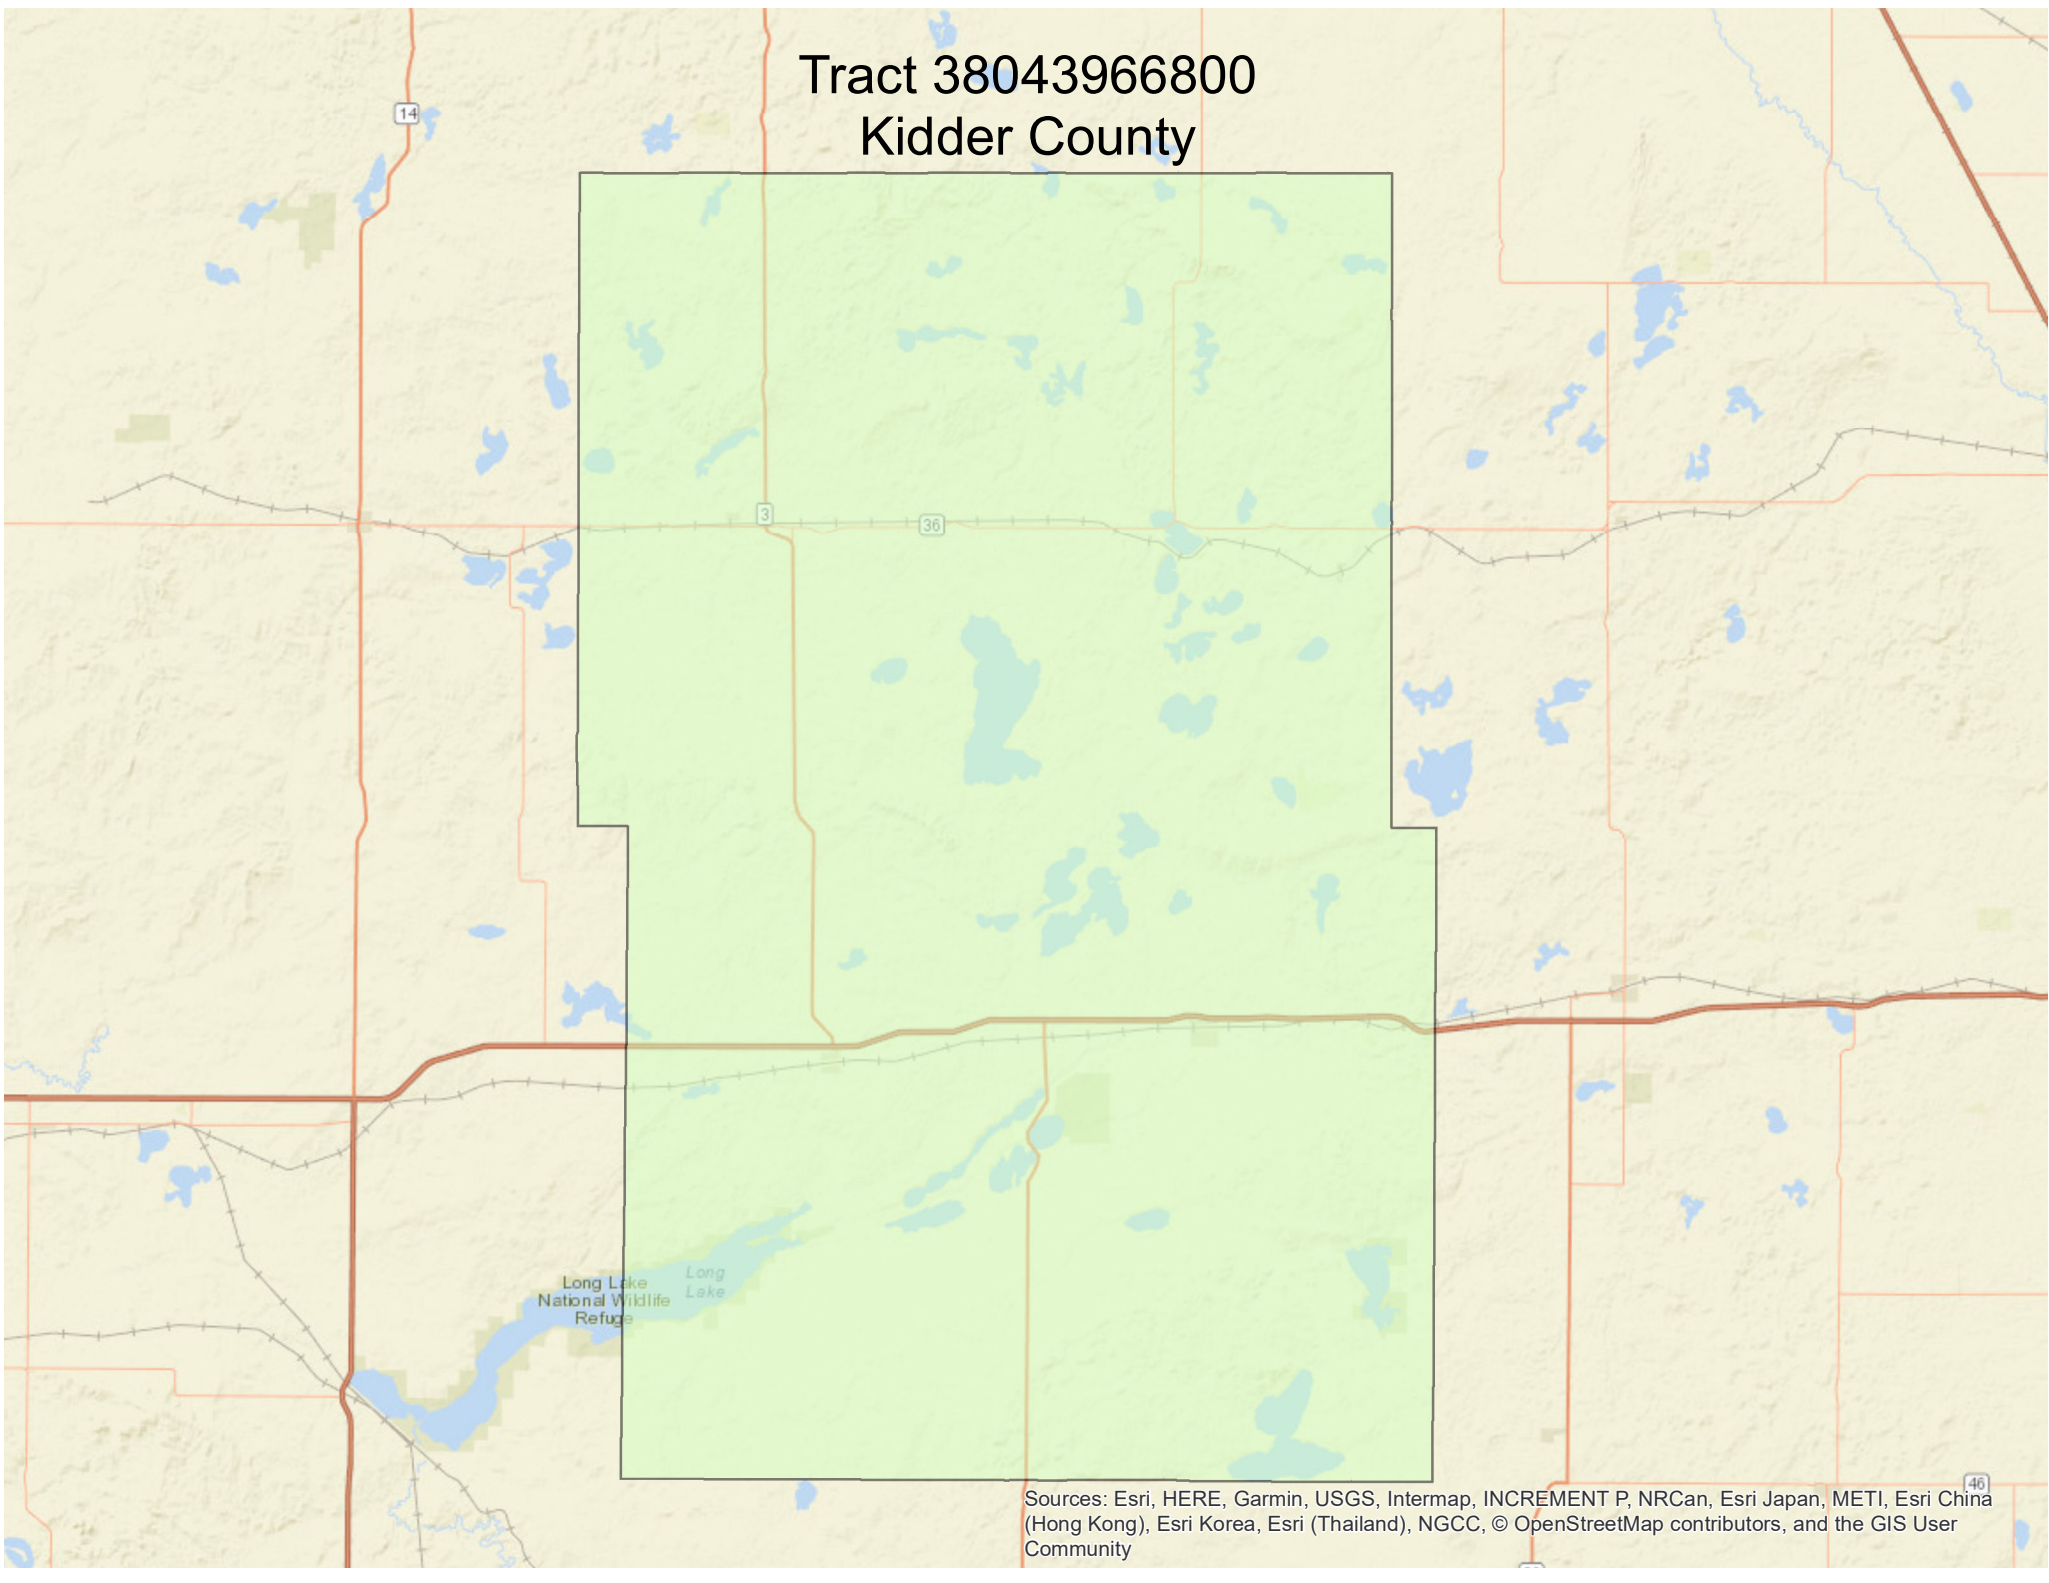 Tract 38043966800
Kidder County
14
3
36
Long Lake
National Wildlife
Refuge
Long
Lake
46
Sources: Esri, HERE, Garmin, USGS, Intermap, INCREMENT P, NRCan, Esri Japan, METI, Esri China
(Hong Kong), Esri Korea, Esri (Thailand), NGCC, © OpenStreetMap contributors, and the GIS User
Community